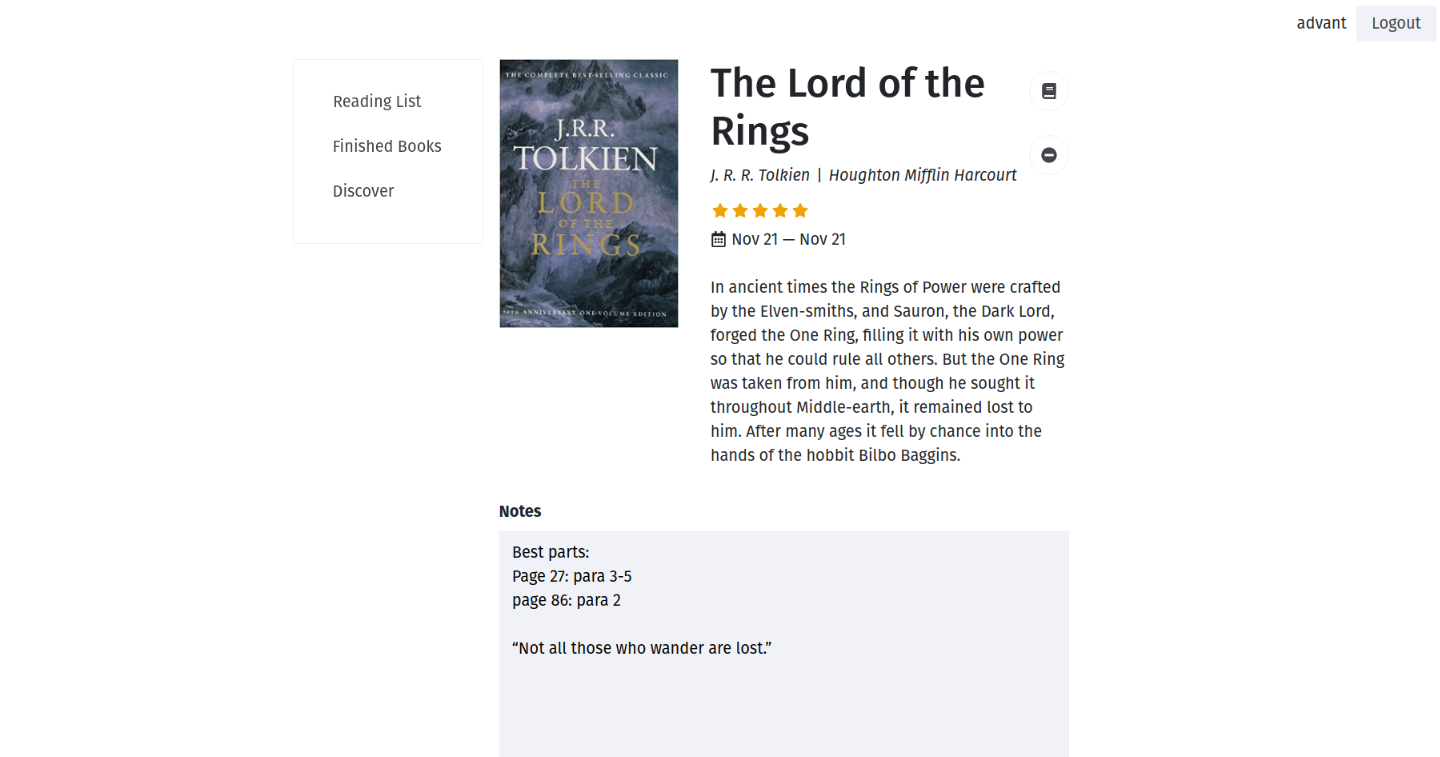 advant
Logout
Reading List
Finished Books
Discover
THE COMPLETE BEST-SELLING CLASSIC
J.R.R.
TOLKIEN
THE
LORD
OF THE
RINGS
50TH ANNIVERSARY ONE-VOLUME EDITION
The Lord of the
Rings
J. R. R. Tolkien | Houghton Mifflin Harcourt
Nov 21 — Nov 21
In ancient times the Rings of Power were crafted
by the Elven-smiths, and Sauron, the Dark Lord,
forged the One Ring, filling it with his own power
so that he could rule all others. But the One Ring
was taken from him, and though he sought it
throughout Middle-earth, it remained lost to
him. After many ages it fell by chance into the
hands of the hobbit Bilbo Baggins.
Notes
Best parts:
Page 27: para 3-5
page 86: para 2
“Not all those who wander are lost.”